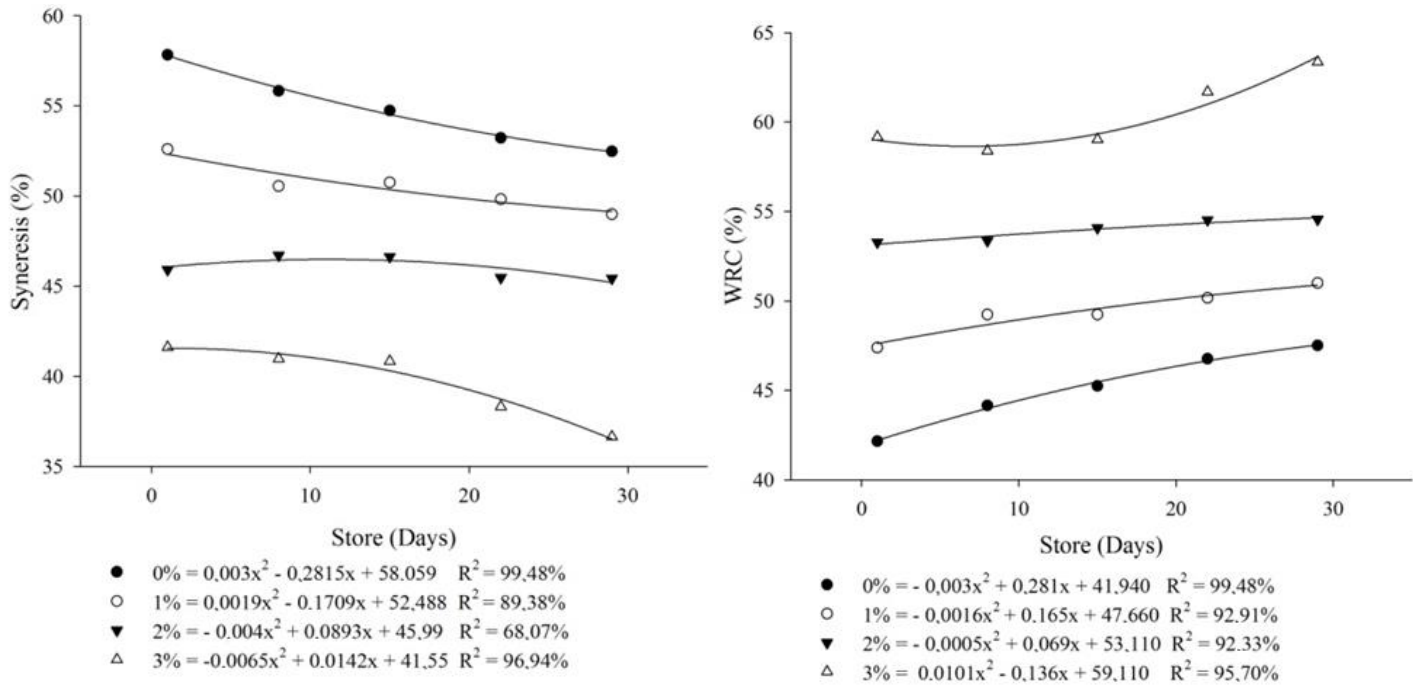 60
55
50
45
40
35
Syneresis (%)
0
10
20
30
Store (Days)
● 0% = 0,003x² - 0,2815x + 58.059 R² = 99,48%
○ 1% = 0,0019x² - 0.1709x + 52,488 R² = 89,38%
▼ 2% = - 0.004x² + 0.0893x + 45,99 R² = 68,07%
△ 3% = -0.0065x² + 0.0142x + 41,55 R² = 96,94%
65
60
55
50
45
40
WRC (%)
0
10
20
30
Store (Days)
● 0% = - 0,003x² + 0,281x + 41,940 R² = 99,48%
○ 1% = - 0,0016x² + 0,165x + 47.660 R² = 92,91%
▼ 2% = - 0,0005x² + 0,069x + 53,110 R² = 92.33%
△ 3% = 0,0101x² - 0,136x + 59,110 R² = 95,70%